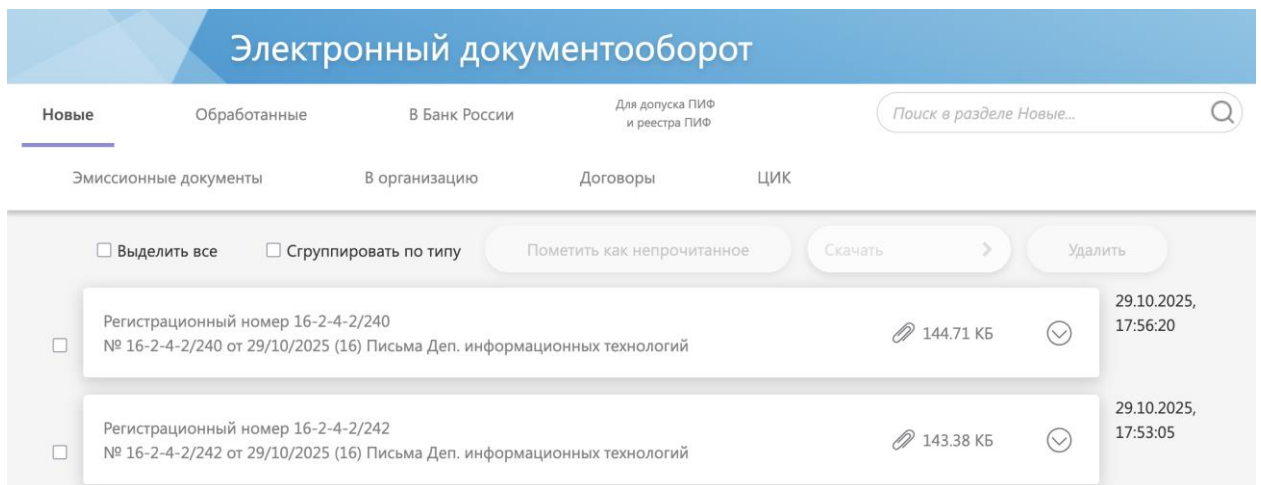 Электронный документооборот
Новые
Обработанные
В Банк России
Для допуска ПИФ
и реестра ПИФ
Поиск в разделе Новые...
Эмиссионные документы
В организацию
Договоры
ЦИК
Выделить все
Сгруппировать по типу
Пометить как непрочитанное
Скачать
Удалить
Регистрационный номер 16-2-4-2/240
№ 16-2-4-2/240 от 29/10/2025 (16) Письма Деп. информационных технологий
144.71 КБ
29.10.2025,
17:56:20
Регистрационный номер 16-2-4-2/242
№ 16-2-4-2/242 от 29/10/2025 (16) Письма Деп. информационных технологий
143.38 КБ
29.10.2025,
17:53:05